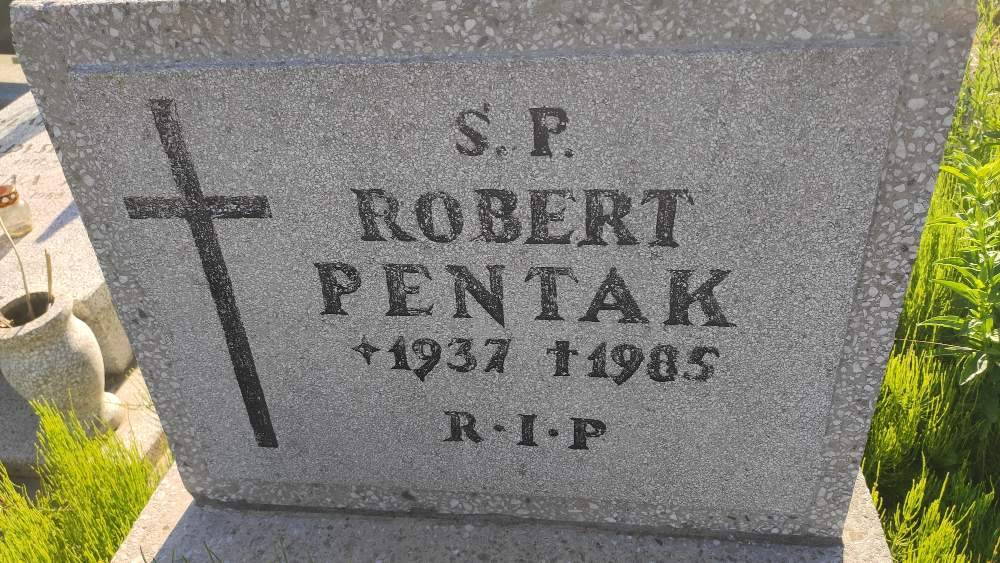 Ś. P.
ROBERT
PENTAK
✦1937 ✝1985
R·I·P